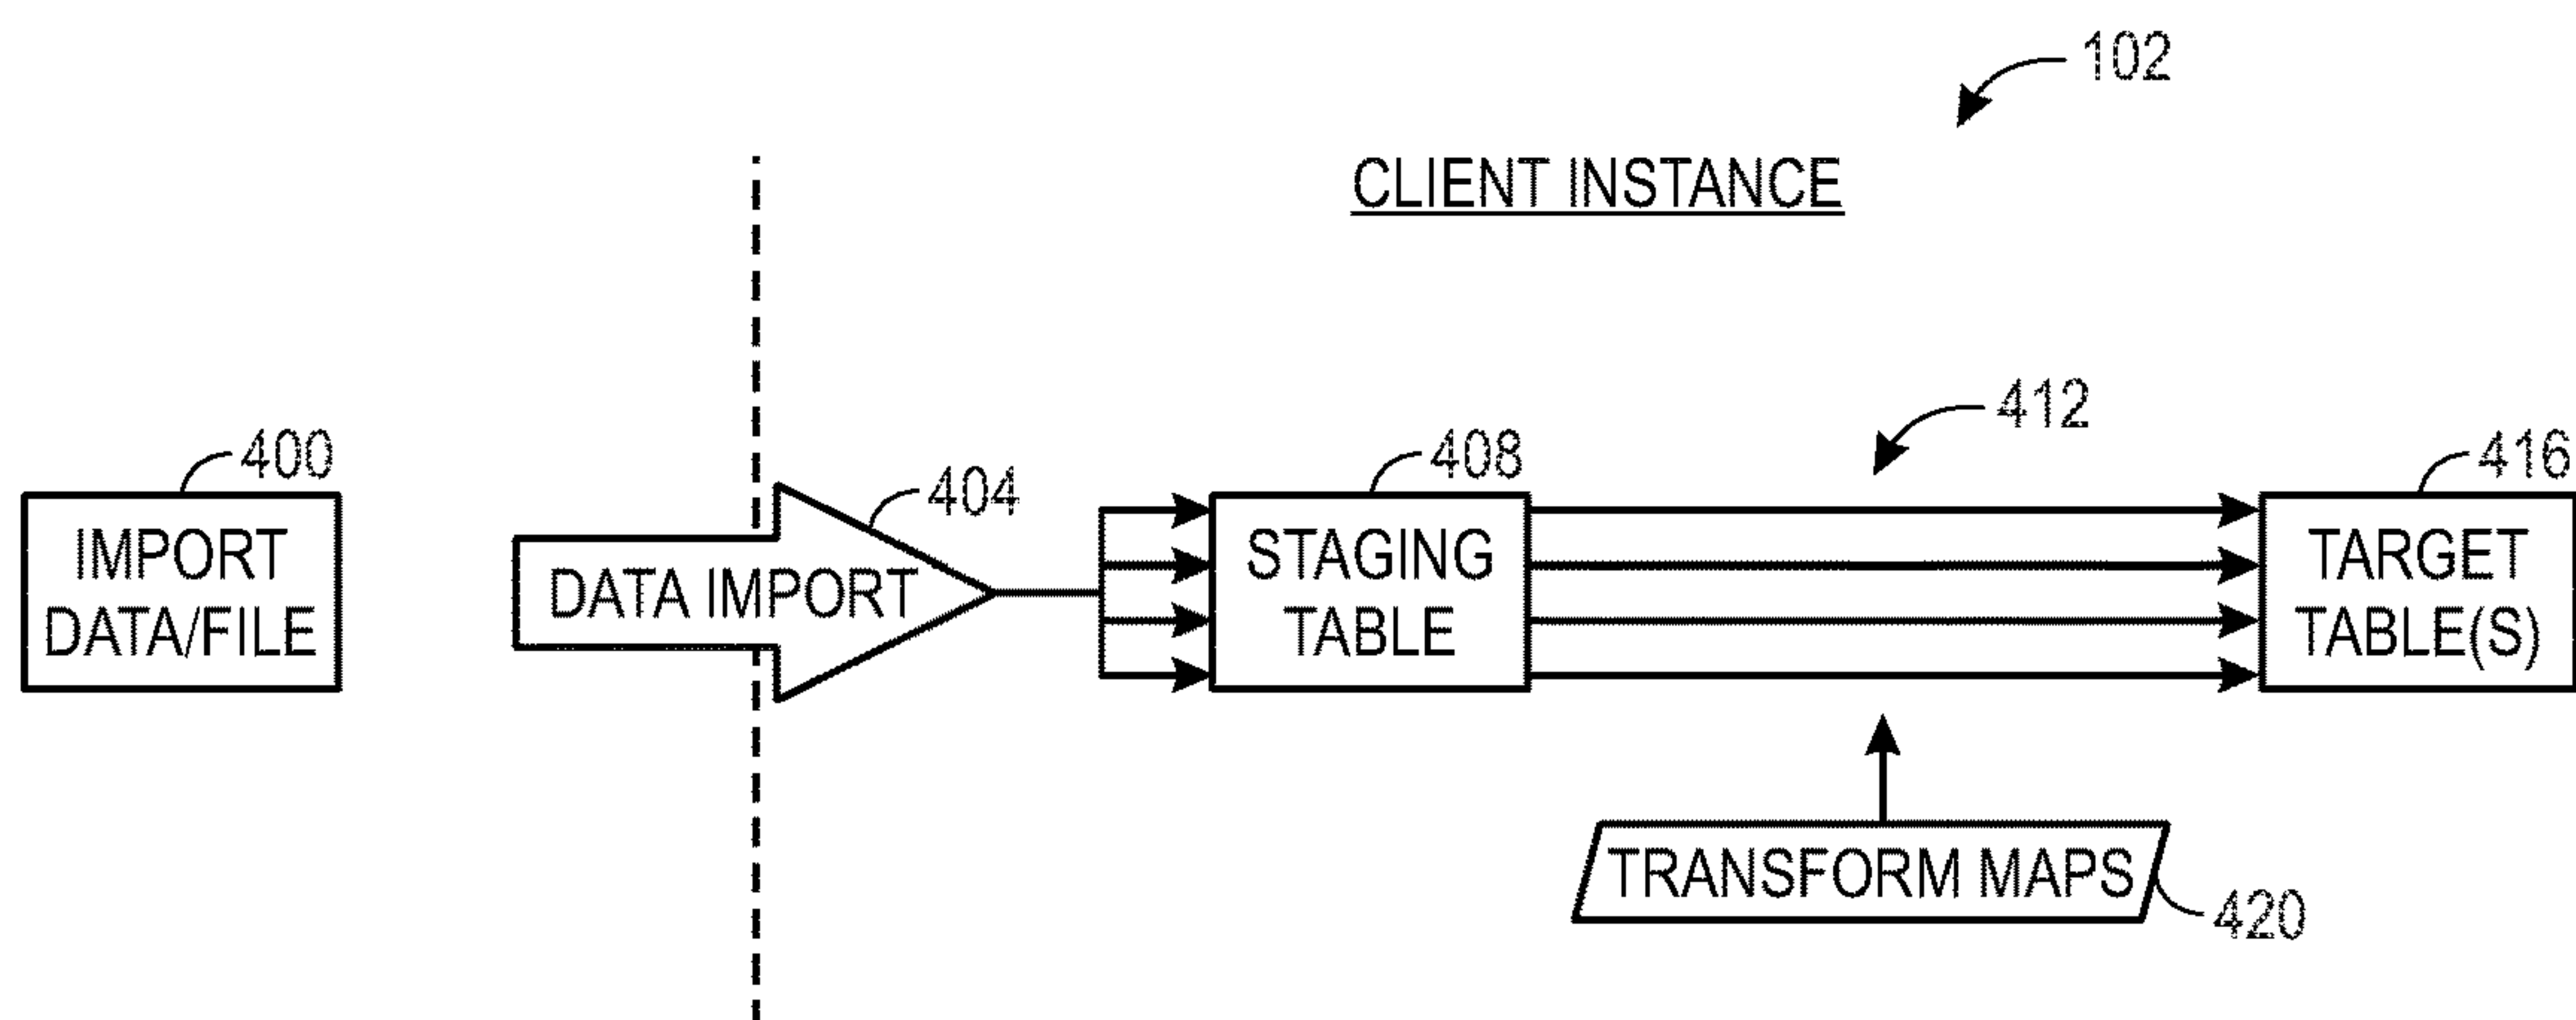 102
CLIENT INSTANCE
412
400
404
408
416
IMPORT
DATA/FILE
DATA IMPORT
STAGING
TABLE
TARGET
TABLE(S)
TRANSFORM MAPS
420